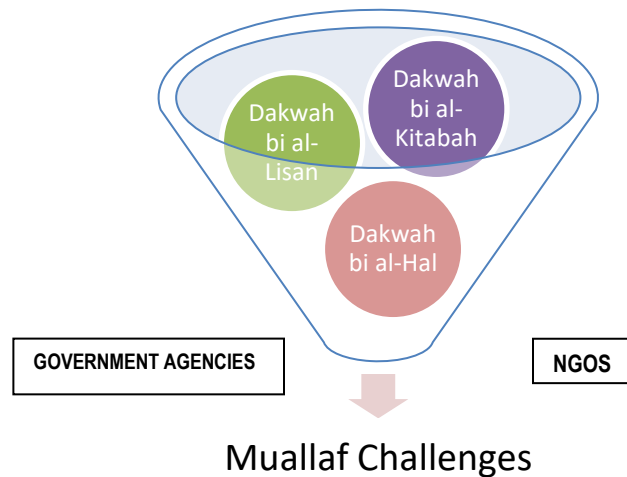 Dakwah
bi al-
Lisan
Dakwah
bi al-
Kitabah
Dakwah
bi al-Hal
GOVERNMENT AGENCIES
NGOS
Muallaf Challenges